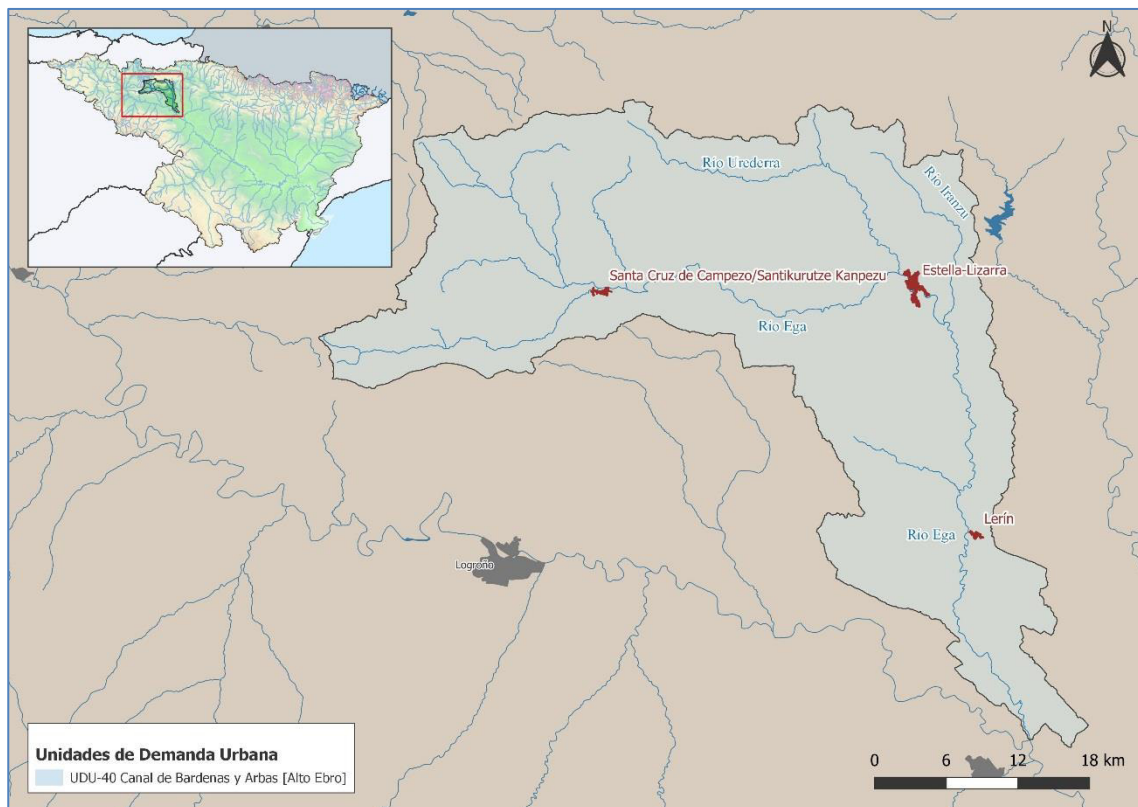 N
Río Urederra
Río Iranzu
Santa Cruz de Campezo/Santikurutze Kanpezu
Estella-Lizarra
Río Ega
Lerín
Río Ega
Logroño
Unidades de Demanda Urbana
UDU-40 Canal de Bardenas y Arbas [Alto Ebro]
0 6 12 18 km